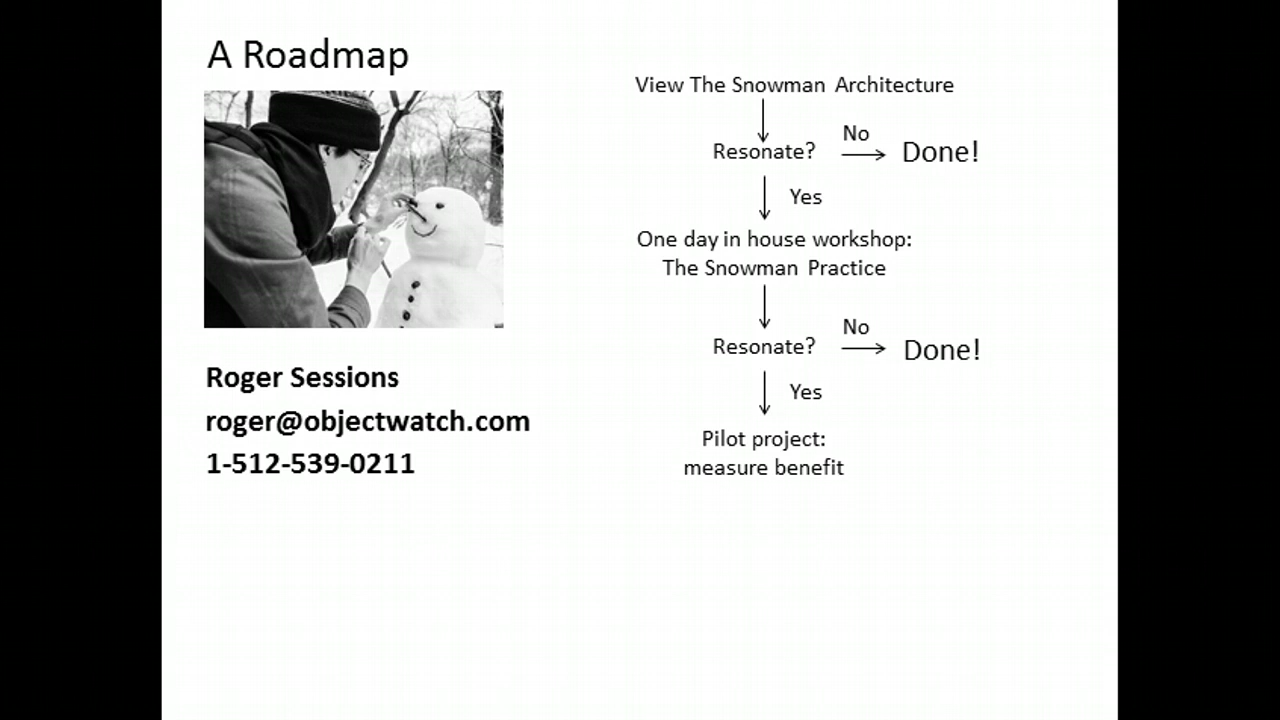 A Roadmap
Roger Sessions
roger@objectwatch.com
1-512-539-0211
View The Snowman Architecture
Resonate?
No
Done!
Yes
One day in house workshop:
The Snowman Practice
Resonate?
No
Done!
Yes
Pilot project:
measure benefit